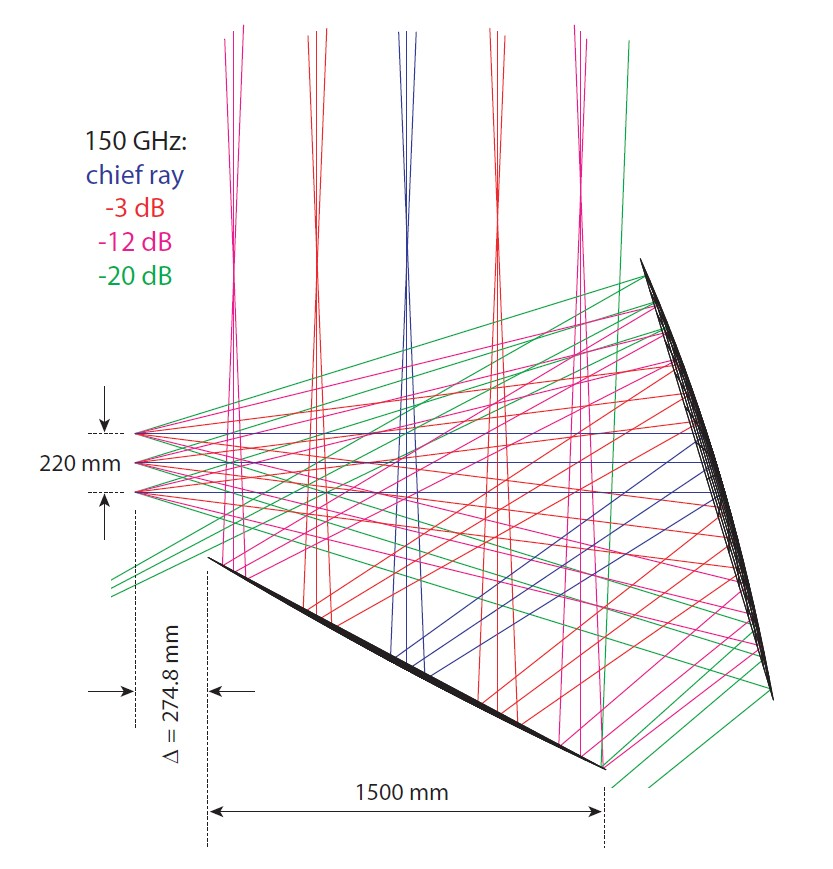 150 GHz:
chief ray
-3 dB
-12 dB
-20 dB
220 mm
Δ = 274.8 mm
1500 mm